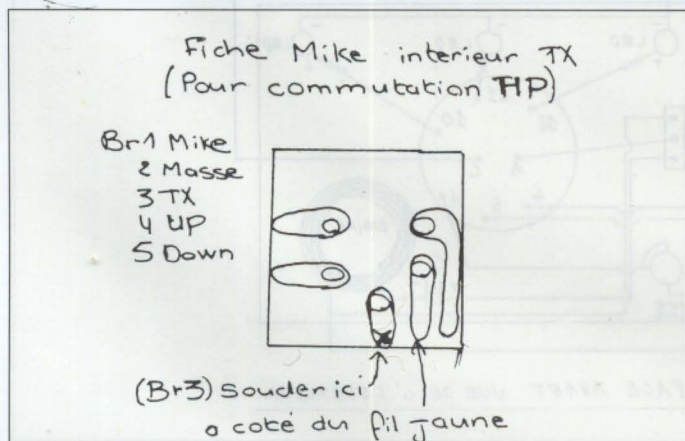 Fiche Mike interieur TX
(Pour commutation HP)
Br1 Mike
2 Masse
3 TX
4 UP
5 Down
(Br3) Souder ici
a coté du fil jaune